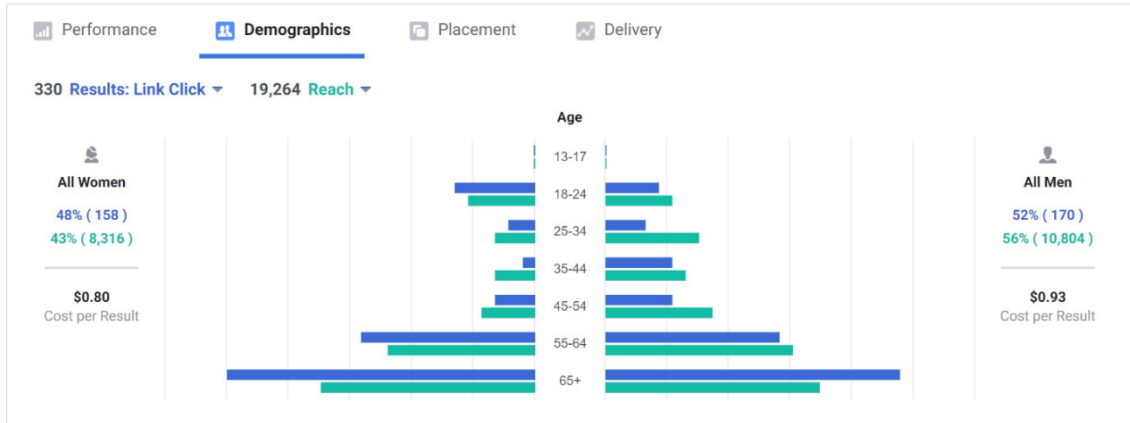 Performance
Demographics
Placement
Delivery
330 Results: Link Click
19,264 Reach
Age
13-17
18-24
25-34
35-44
45-54
55-64
65+
All Women
48% ( 158 )
43% ( 8,316 )
$0.80
Cost per Result
All Men
52% ( 170 )
56% ( 10,804 )
$0.93
Cost per Result